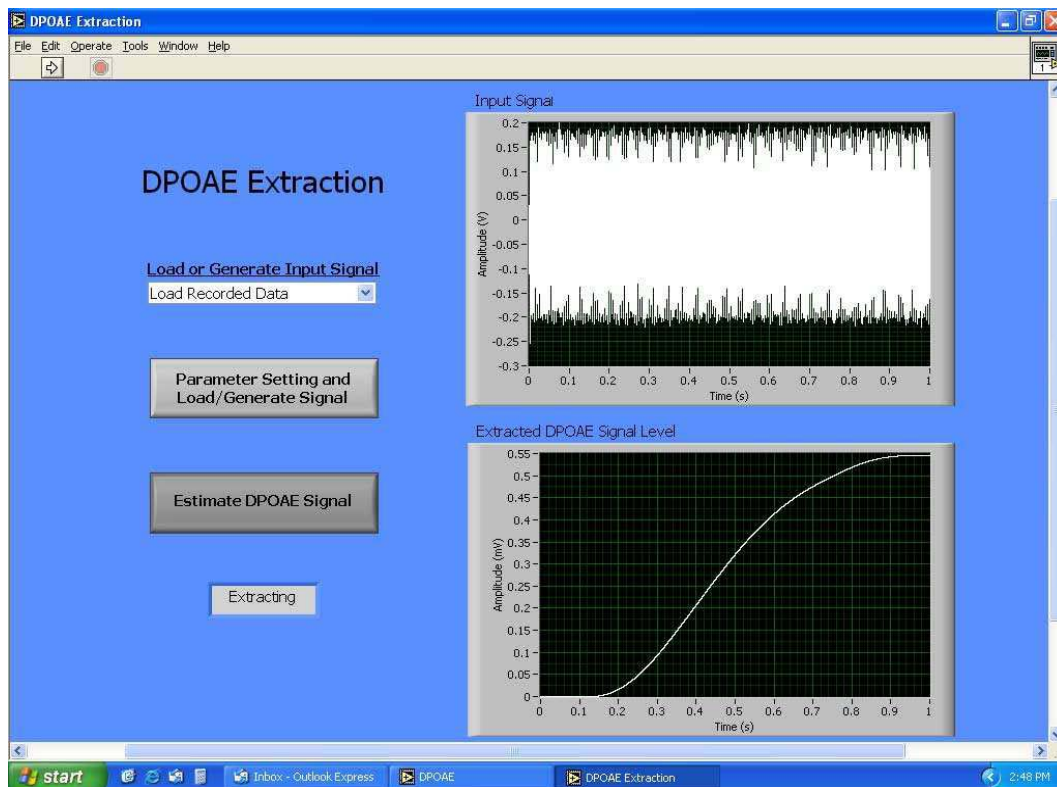 DPOAE Extraction
File Edit Operate Tools Window Help
1
DPOAE Extraction
Load or Generate Input Signal
Load Recorded Data
Parameter Setting and
Load/Generate Signal
Estimate DPOAE Signal
Extracting
Input Signal
Amplitude (V)
0.2
0.15
0.1
0.05
0
-0.05
-0.1
-0.15
-0.2
-0.25
-0.3
0 0.1 0.2 0.3 0.4 0.5 0.6 0.7 0.8 0.9 1
Time (s)
Extracted DPOAE Signal Level
Amplitude (mV)
0.55
0.5
0.45
0.4
0.35
0.3
0.25
0.2
0.15
0.1
0.05
0
0 0.1 0.2 0.3 0.4 0.5 0.6 0.7 0.8 0.9 1
Time (s)
start Inbox - Outlook Express DPOAE DPOAE Extraction 2:48 PM